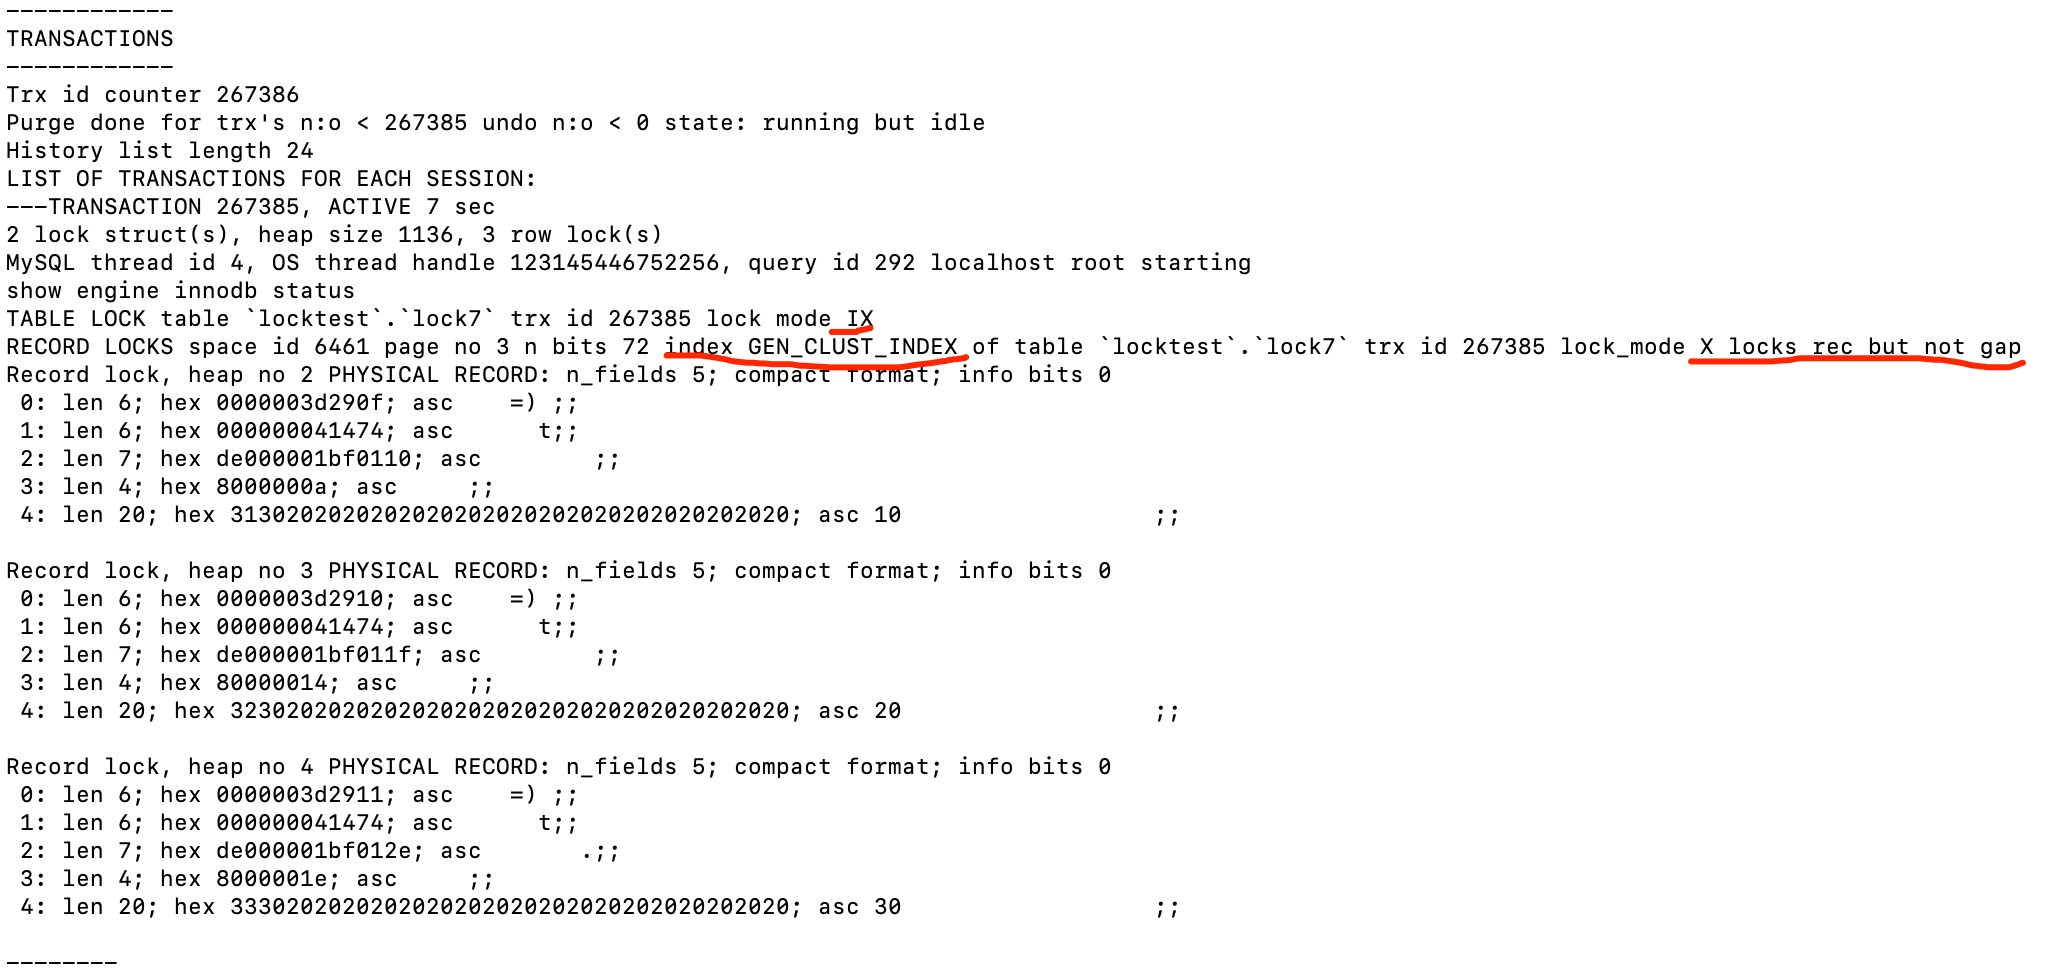 ------------
TRANSACTIONS
------------
Trx id counter 267386
Purge done for trx's n:o < 267385 undo n:o < 0 state: running but idle
History list length 24
LIST OF TRANSACTIONS FOR EACH SESSION:
---TRANSACTION 267385, ACTIVE 7 sec
2 lock struct(s), heap size 1136, 3 row lock(s)
MySQL thread id 4, OS thread handle 123145446752256, query id 292 localhost root starting
show engine innodb status
TABLE LOCK table `locktest`.`lock7` trx id 267385 lock mode IX
RECORD LOCKS space id 6461 page no 3 n bits 72 index GEN_CLUST_INDEX of table `locktest`.`lock7` trx id 267385 lock_mode X locks rec but not gap
Record lock, heap no 2 PHYSICAL RECORD: n_fields 5; compact format; info bits 0
 0: len 6; hex 0000003d290f; asc    =) ;;
 1: len 6; hex 000000041474; asc      t;;
 2: len 7; hex de000001bf0110; asc        ;;
 3: len 4; hex 8000000a; asc     ;;
 4: len 20; hex 3130202020202020202020202020202020202020; asc 10                  ;;

Record lock, heap no 3 PHYSICAL RECORD: n_fields 5; compact format; info bits 0
 0: len 6; hex 0000003d2910; asc    =) ;;
 1: len 6; hex 000000041474; asc      t;;
 2: len 7; hex de000001bf011f; asc        ;;
 3: len 4; hex 80000014; asc     ;;
 4: len 20; hex 3230202020202020202020202020202020202020; asc 20                  ;;

Record lock, heap no 4 PHYSICAL RECORD: n_fields 5; compact format; info bits 0
 0: len 6; hex 0000003d2911; asc    =) ;;
 1: len 6; hex 000000041474; asc      t;;
 2: len 7; hex de000001bf012e; asc       .;;
 3: len 4; hex 8000001e; asc     ;;
 4: len 20; hex 3330202020202020202020202020202020202020; asc 30                  ;;

--------